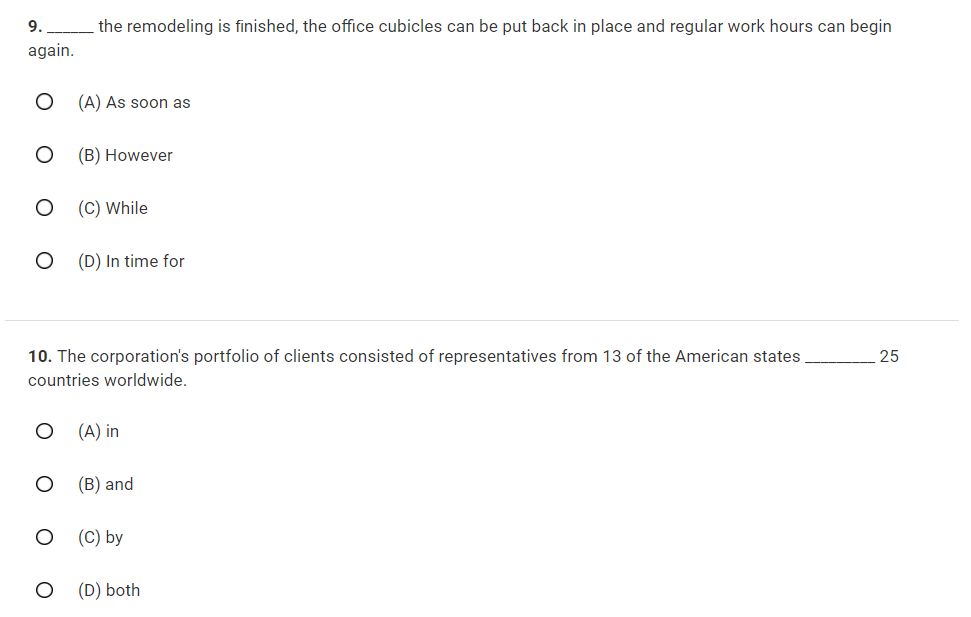 9. ______ the remodeling is finished, the office cubicles can be put back in place and regular work hours can begin
again.
(A) As soon as
(B) However
(C) While
(D) In time for
10. The corporation's portfolio of clients consisted of representatives from 13 of the American states _________ 25
countries worldwide.
(A) in
(B) and
(C) by
(D) both